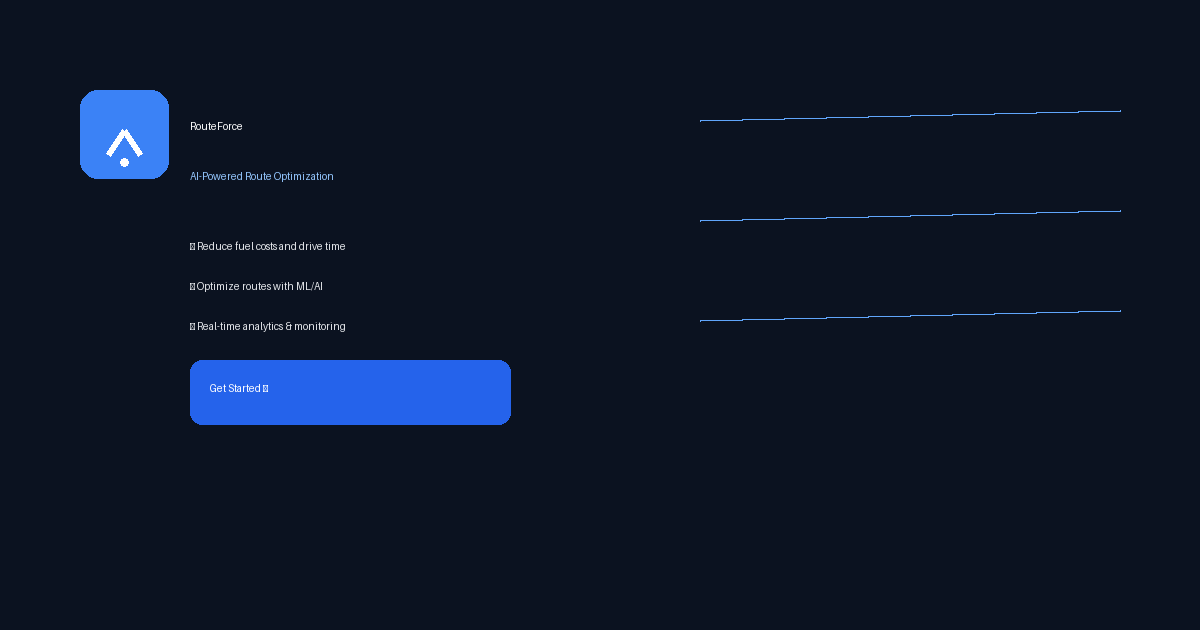 RouteForce
AI-Powered Route Optimization
Reduce fuel costs and drive time
Optimize routes with ML/AI
Real-time analytics & monitoring
Get Started